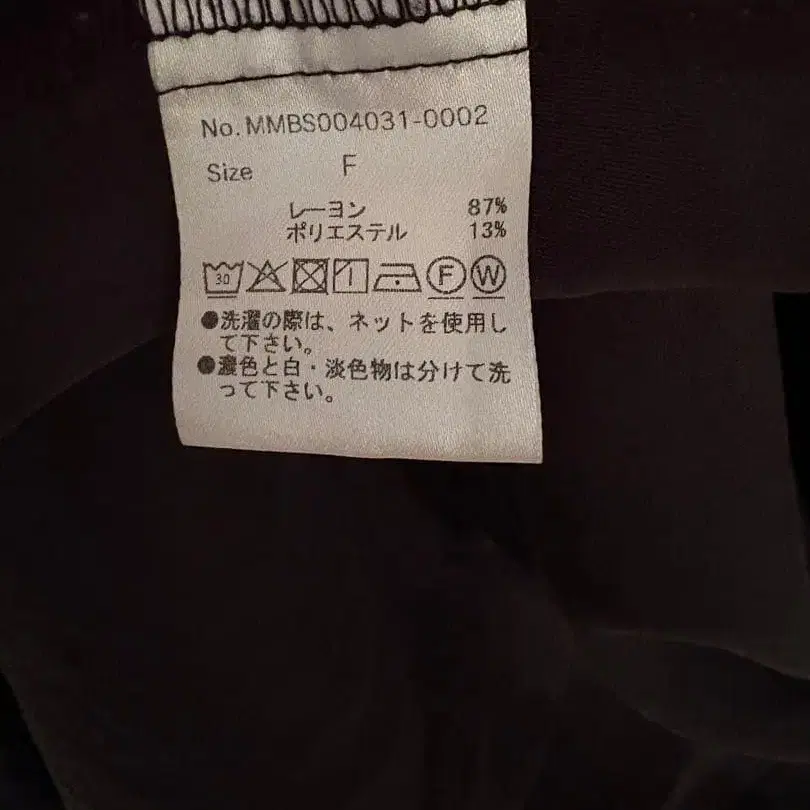 No. MMBS004031-0002
Size F
レーヨン 87%
ポリエステル 13%
30 F W
●洗濯の際は、ネットを使用し
て下さい。
●濃色と白・淡色物は分けて洗
って下さい。